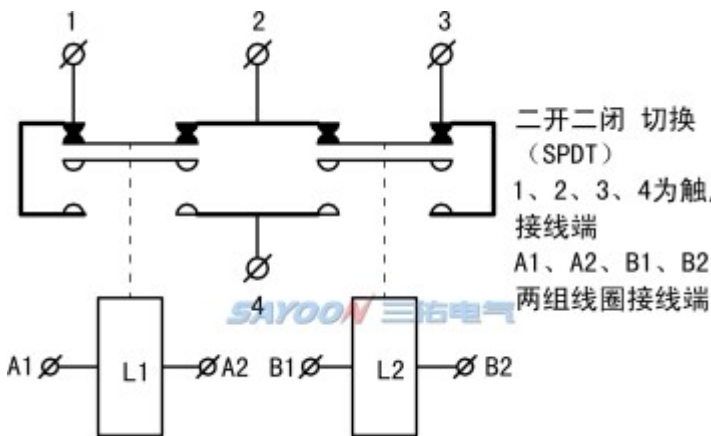 1 2 3
二开二闭 切换
（SPDT）
1、2、3、4为触
接线端
A1、A2、B1、B2
两组线圈接线端
4
SAYOON 三佑电气
A1 L1 A2 B1 L2 B2